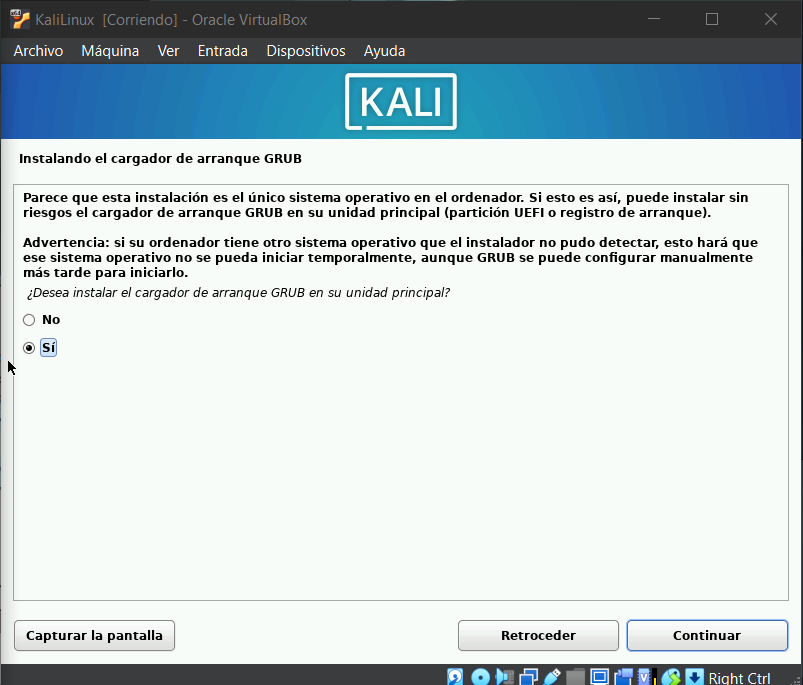 KaliLinux [Corriendo] - Oracle VirtualBox
Archivo Máquina Ver Entrada Dispositivos Ayuda
KALI
Instalando el cargador de arranque GRUB
Parece que esta instalación es el único sistema operativo en el ordenador. Si esto es así, puede instalar sin
riesgos el cargador de arranque GRUB en su unidad principal (partición UEFI o registro de arranque).
Advertencia: si su ordenador tiene otro sistema operativo que el instalador no pudo detectar, esto hará que
ese sistema operativo no se pueda iniciar temporalmente, aunque GRUB se puede configurar manualmente
más tarde para iniciarlo.
¿Desea instalar el cargador de arranque GRUB en su unidad principal?
No
Sí
Capturar la pantalla Retroceder Continuar
Right Ctrl